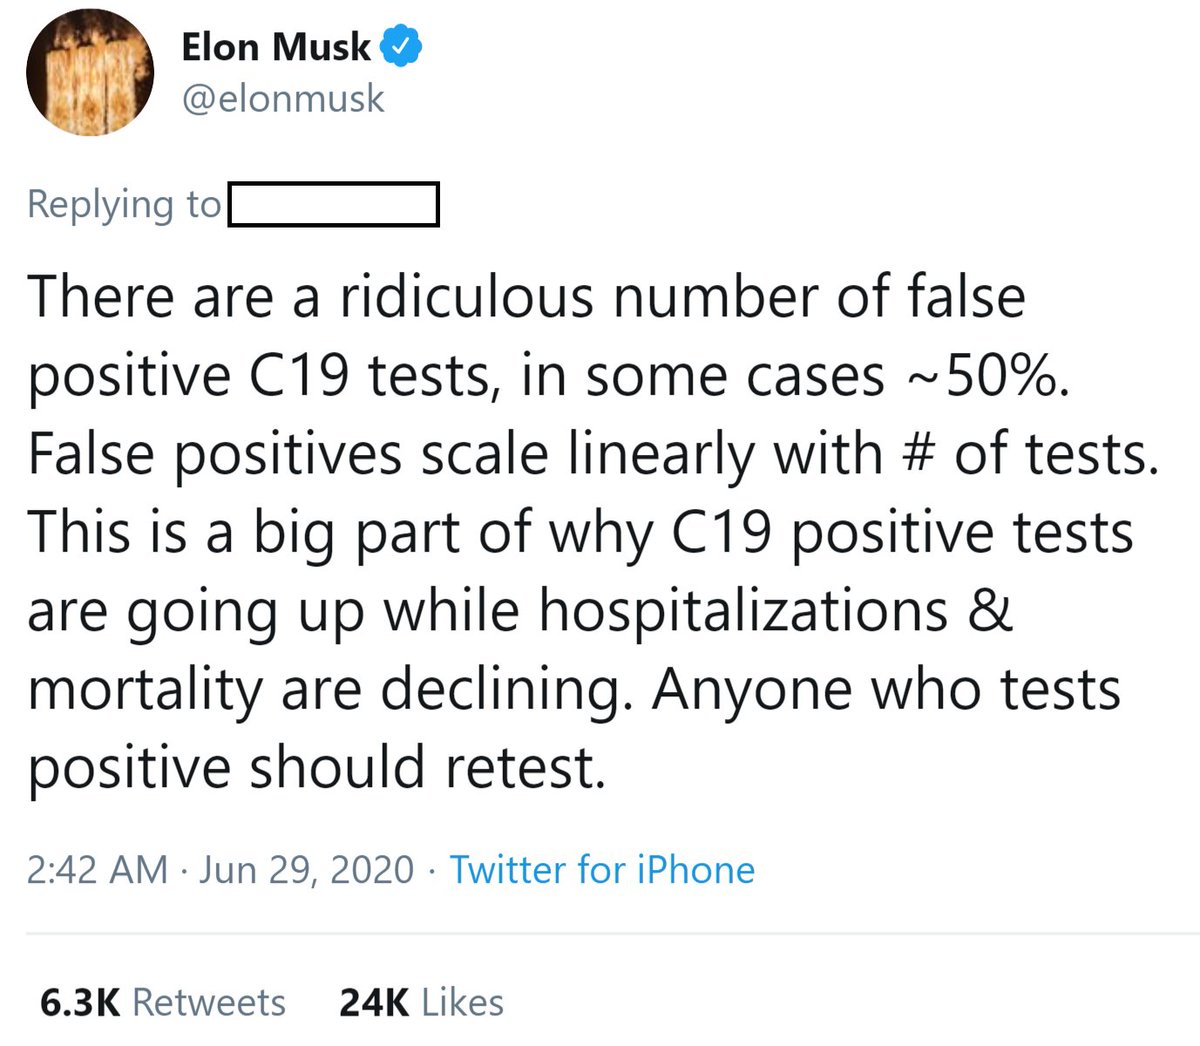 Elon Musk
@elonmusk
Replying to
There are a ridiculous number of false
positive C19 tests, in some cases ~50%.
False positives scale linearly with # of tests.
This is a big part of why C19 positive tests
are going up while hospitalizations &
mortality are declining. Anyone who tests
positive should retest.
2:42 AM · Jun 29, 2020 · Twitter for iPhone
6.3K Retweets 24K Likes